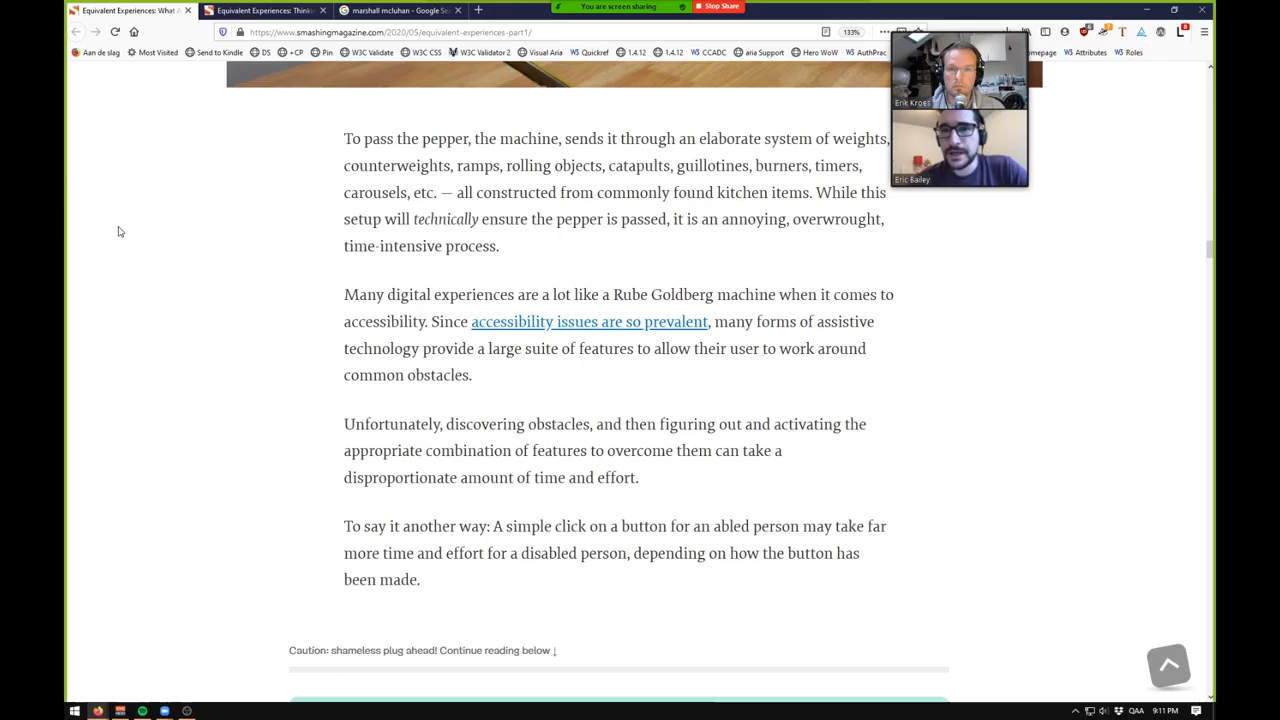 Equivalent Experiences: What A
Equivalent Experiences: Thinki
marshall mcluhan - Google Se
You are screen sharing
Stop Share
https://www.smashingmagazine.com/2020/05/equivalent-experiences-part1/
133%
Aan de slag
Most Visited
Send to Kindle
DS
+CP
Pin
W3C Validate
W3C CSS
W3C Validator 2
Visual Aria
Quickref
1.4.12
1.4.12
CCADC
aria Support
Hero WoW
AuthPrac
omepage
Attributes
Roles
Erik Kroes
Eric Bailey
To pass the pepper, the machine, sends it through an elaborate system of weights,
counterweights, ramps, rolling objects, catapults, guillotines, burners, timers,
carousels, etc. — all constructed from commonly found kitchen items. While this
setup will technically ensure the pepper is passed, it is an annoying, overwrought,
time-intensive process.
Many digital experiences are a lot like a Rube Goldberg machine when it comes to
accessibility. Since accessibility issues are so prevalent, many forms of assistive
technology provide a large suite of features to allow their user to work around
common obstacles.
Unfortunately, discovering obstacles, and then figuring out and activating the
appropriate combination of features to overcome them can take a
disproportionate amount of time and effort.
To say it another way: A simple click on a button for an abled person may take far
more time and effort for a disabled person, depending on how the button has
been made.
Caution: shameless plug ahead! Continue reading below ↓
QAA
9:11 PM